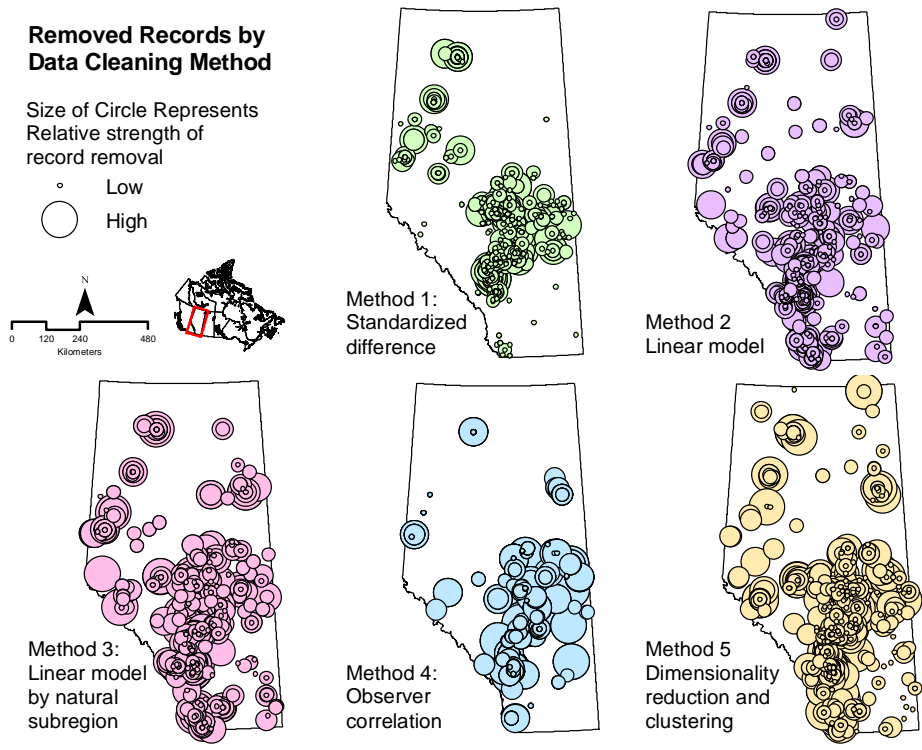 Removed Records by
Data Cleaning Method
Size of Circle Represents
Relative strength of
record removal
Low
High
N
0 120 240 480
Kilometers
Method 1:
Standardized
difference
Method 2
Linear model
Method 3:
Linear model
by natural
subregion
Method 4:
Observer
correlation
Method 5
Dimensionality
reduction and
clustering